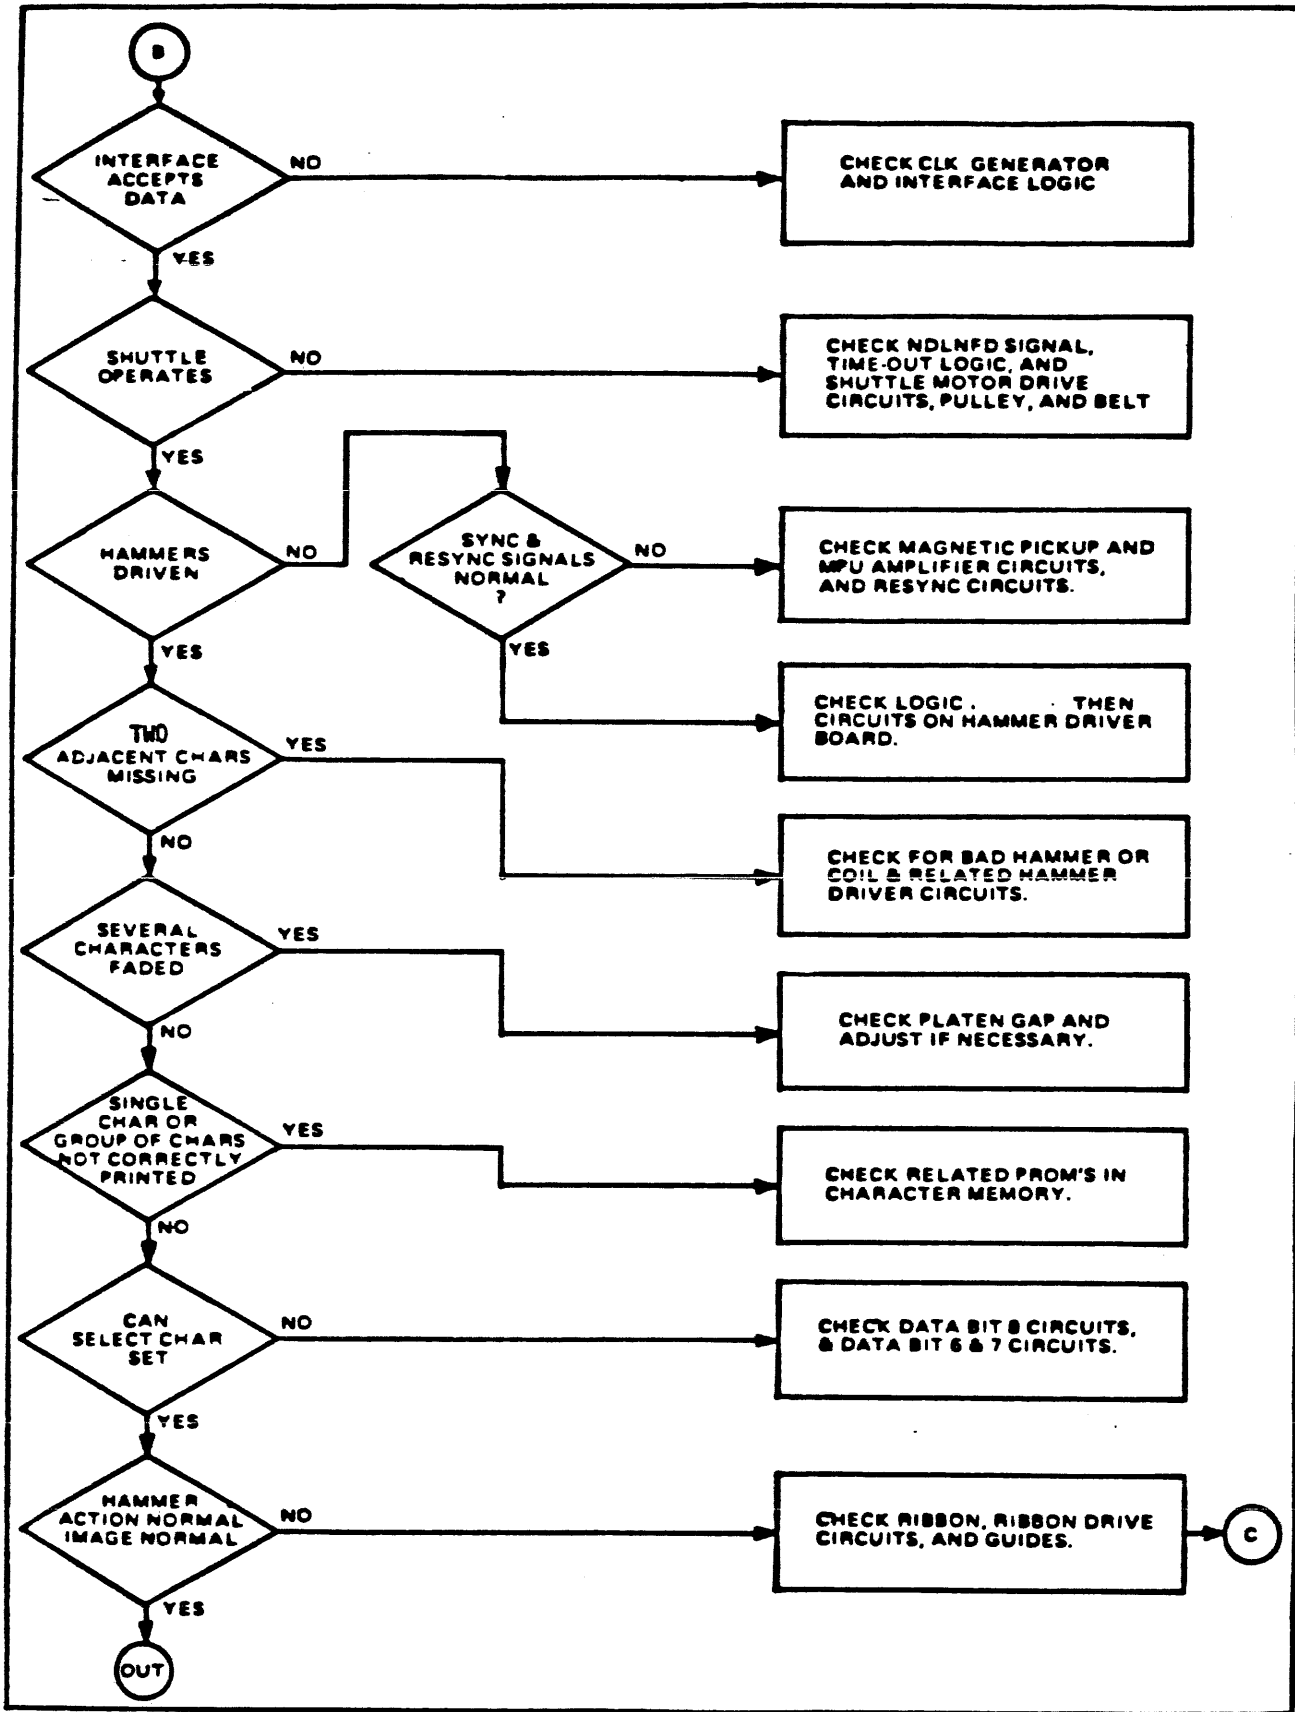 B
INTERFACE
ACCEPTS
DATA
NO
CHECK CLK GENERATOR
AND INTERFACE LOGIC
YES
SHUTTLE
OPERATES
NO
CHECK NDLNFD SIGNAL,
TIME-OUT LOGIC, AND
SHUTTLE MOTOR DRIVE
CIRCUITS, PULLEY, AND BELT
YES
HAMMERS
DRIVEN
NO
SYNC &
RESYNC SIGNALS
NORMAL
?
NO
CHECK MAGNETIC PICKUP AND
MPU AMPLIFIER CIRCUITS,
AND RESYNC CIRCUITS.
YES
YES
CHECK LOGIC. THEN
CIRCUITS ON HAMMER DRIVER
BOARD.
TWO
ADJACENT CHARS
MISSING
YES
CHECK FOR BAD HAMMER OR
COIL & RELATED HAMMER
DRIVER CIRCUITS.
NO
SEVERAL
CHARACTERS
FADED
YES
CHECK PLATEN GAP AND
ADJUST IF NECESSARY.
NO
SINGLE
CHAR OR
GROUP OF CHARS
NOT CORRECTLY
PRINTED
YES
CHECK RELATED PROM'S IN
CHARACTER MEMORY.
NO
CAN
SELECT CHAR
SET
NO
CHECK DATA BIT 8 CIRCUITS,
& DATA BIT 6 & 7 CIRCUITS.
YES
HAMMER
ACTION NORMAL
IMAGE NORMAL
NO
CHECK RIBBON, RIBBON DRIVE
CIRCUITS, AND GUIDES.
C
YES
OUT